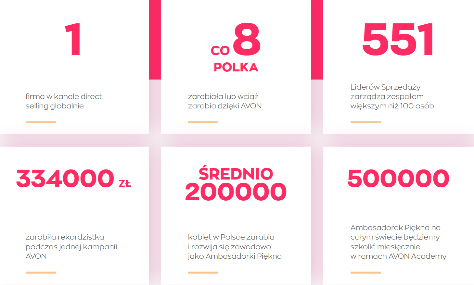 1
firma w kanale direct
selling globalnie
CO 8
POLKA
zarabiała lub wciąż
zarabia dzięki AVON
551
Liderów Sprzedaży
zarządza zespołem
większym niż 100 osób
334000 ZŁ
zarobiła rekordzistka
podczas jednej kampanii
AVON
ŚREDNIO
200000
kobiet w Polsce zarabia
i rozwija się zawodowo
jako Ambasadorki Piękna
500000
Ambasadorek Piękna na
całym świecie będziemy
szkolić miesięcznie
w ramach AVON Academy